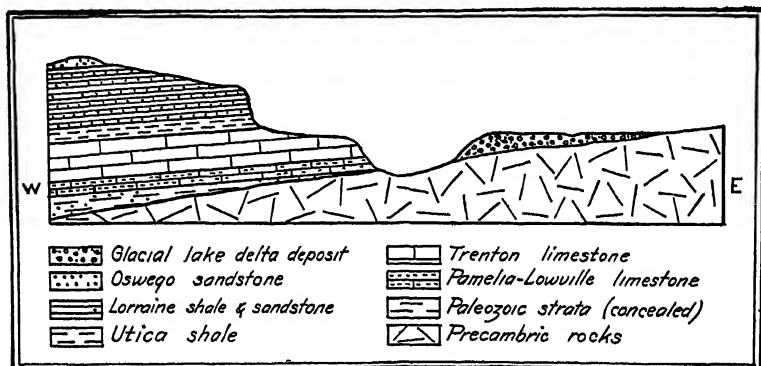 W
E
Glacial lake delta deposit
Oswego sandstone
Lorraine shale & sandstone
Utica shale
Trenton limestone
Pamelia-Lowville limestone
Paleozoic strata (concealed)
Precambric rocks